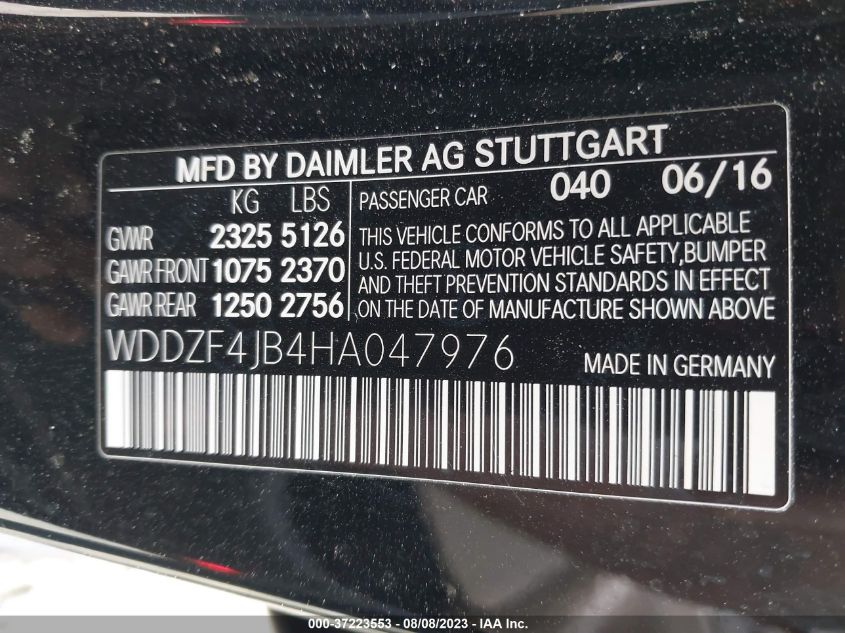 MFD BY DAIMLER AG STUTTGART
KG LBS
GVWR 2325 5126
GAWR FRONT 1075 2370
GAWR REAR 1250 2756
PASSENGER CAR 040 06/16
THIS VEHICLE CONFORMS TO ALL APPLICABLE
U.S. FEDERAL MOTOR VEHICLE SAFETY,BUMPER
AND THEFT PREVENTION STANDARDS IN EFFECT
ON THE DATE OF MANUFACTURE SHOWN ABOVE
WDDZF4JB4HA047976
MADE IN GERMANY
000-37223553 - 08/08/2023 - IAA Inc.